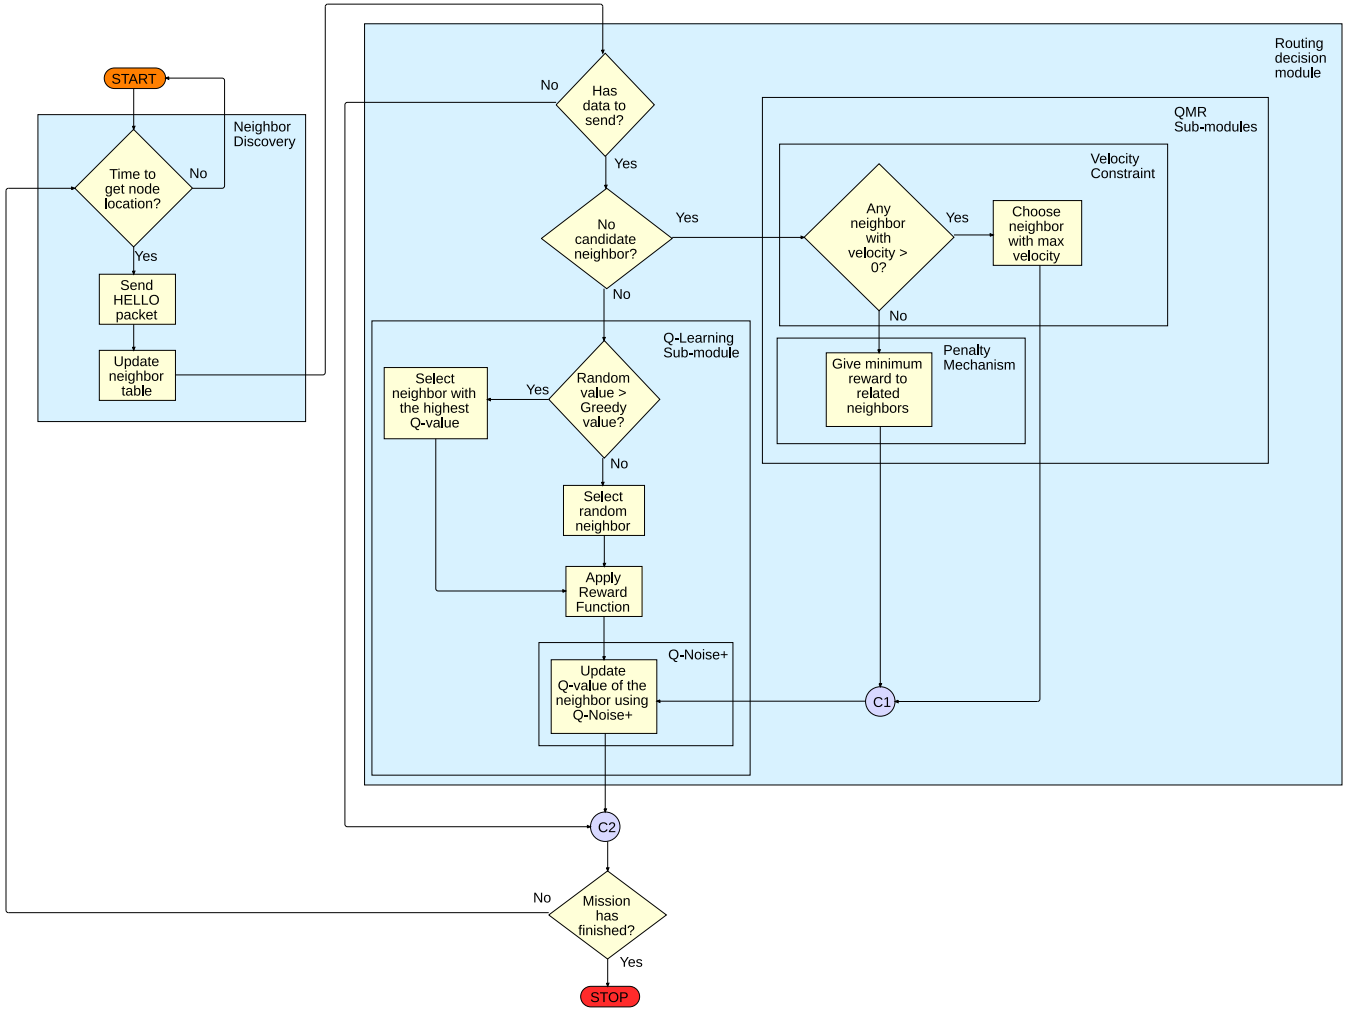 START
Neighbor
Discovery
Time to
get node
location?
No
Yes
Send
HELLO
packet
Update
neighbor
table
Routing
decision
module
Has
data to
send?
No
Yes
No
candidate
neighbor?
Yes
No
QMR
Sub-modules
Velocity
Constraint
Any
neighbor
with
velocity >
0?
Yes
Choose
neighbor
with max
velocity
No
Penalty
Mechanism
Give minimum
reward to
related
neighbors
Q-Learning
Sub-module
Random
value >
Greedy
value?
Yes
Select
neighbor with
the highest
Q-value
No
Select
random
neighbor
Apply
Reward
Function
Q-Noise+
Update
Q-value of the
neighbor using
Q-Noise+
C1
C2
Mission
has
finished?
No
Yes
STOP